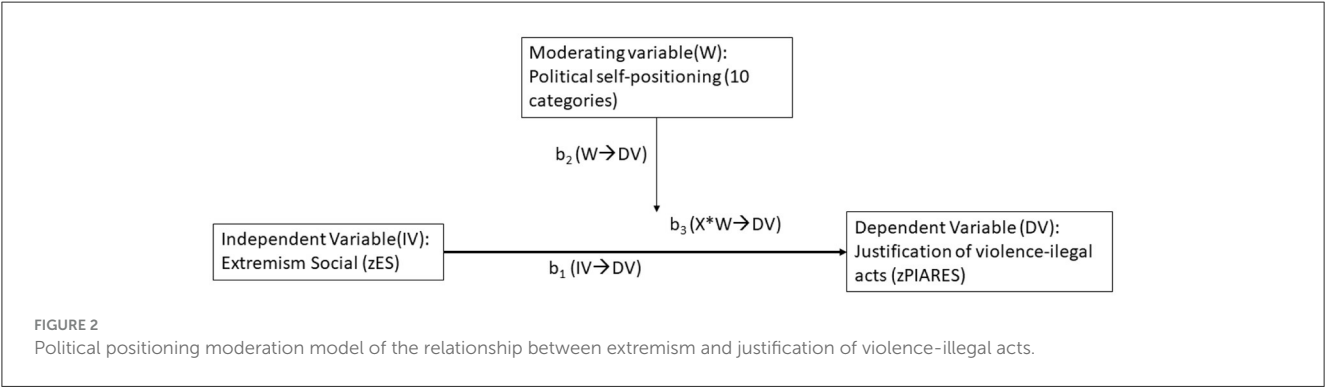 Moderating variable(W):
Political self-positioning (10
categories)
b2 (W→DV)
b3 (X*W→DV)
Independent Variable(IV):
Extremism Social (zES)
b1 (IV→DV)
Dependent Variable (DV):
Justification of violence-ilegal
acts (zPIARES)
FIGURE 2
Political positioning moderation model of the relationship between extremism and justification of violence-illegal acts.